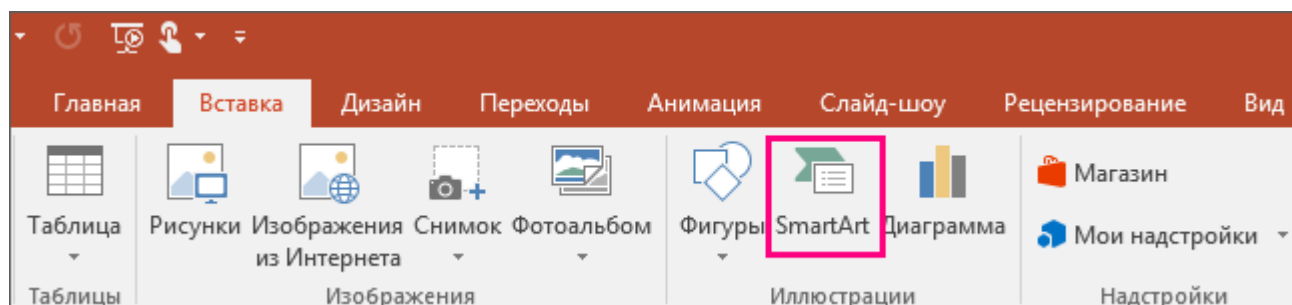 Главная Вставка Дизайн Переходы Анимация Слайд-шоу Рецензирование Вид
Таблица Рисунки Изображения из Интернета Снимок Фотоальбом Фигуры SmartArt Диаграмма
Магазин
Мои надстройки
Таблицы Изображения Иллюстрации Надстройки